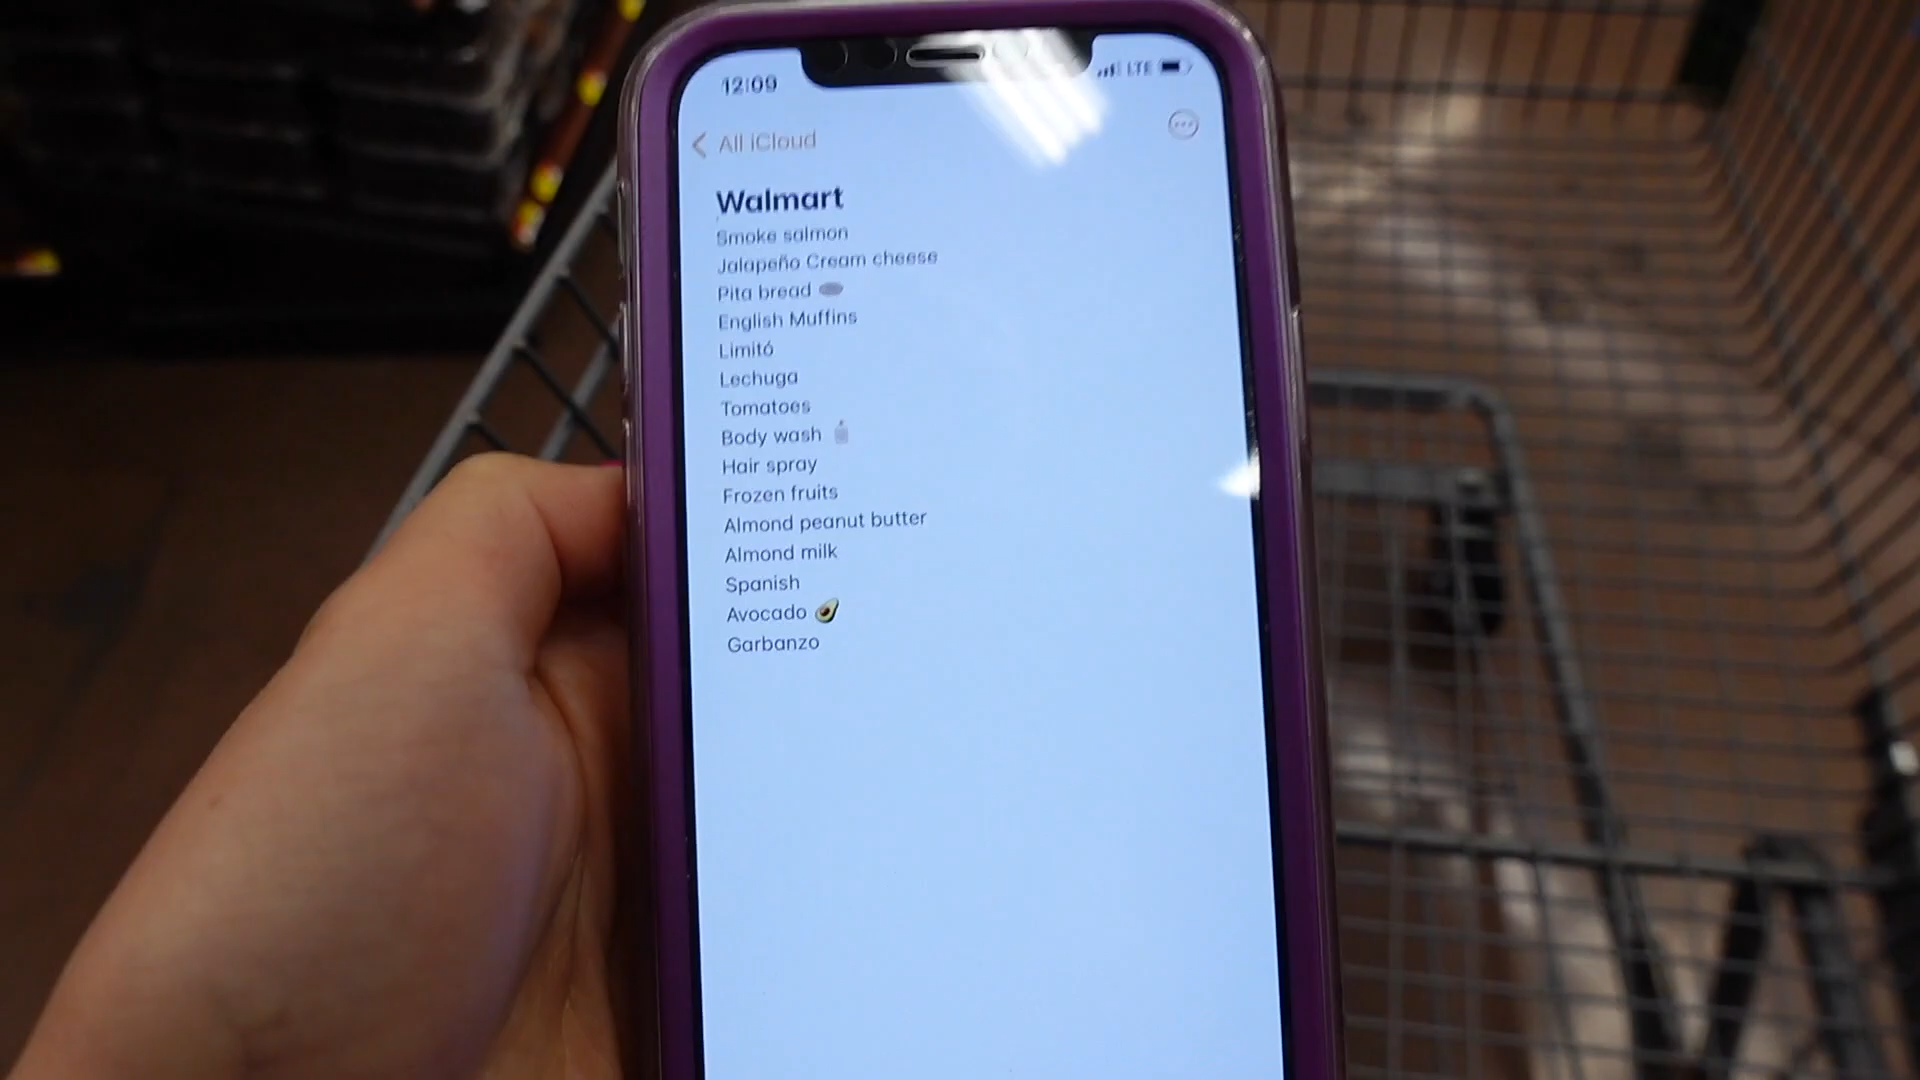 12:09
LTE
All iCloud
Walmart
Smoke salmon
Jalapeño Cream cheese
Pita bread
English Muffins
Limitó
Lechuga
Tomatoes
Body wash
Hair spray
Frozen fruits
Almond peanut butter
Almond milk
Spanish
Avocado 🥑
Garbanzo